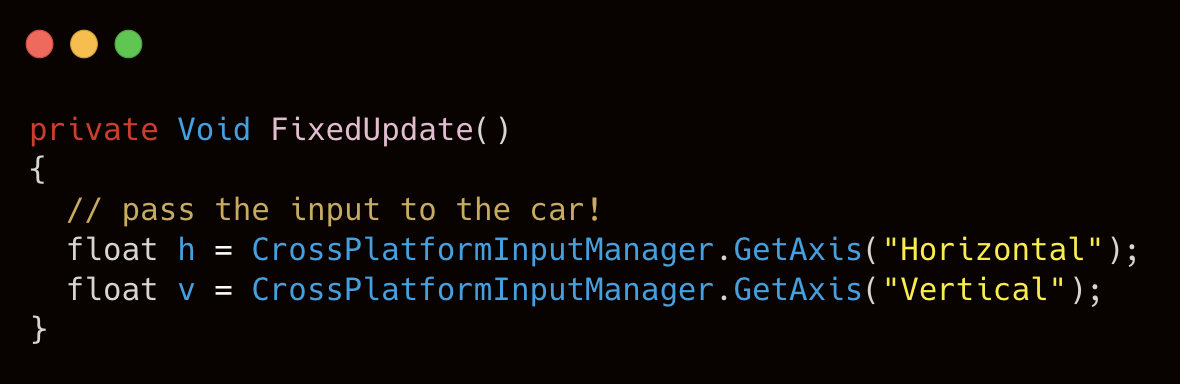 private Void FixedUpdate()
{
  // pass the input to the car!
  float h = CrossPlatformInputManager.GetAxis("Horizontal");
  float v = CrossPlatformInputManager.GetAxis("Vertical");
}